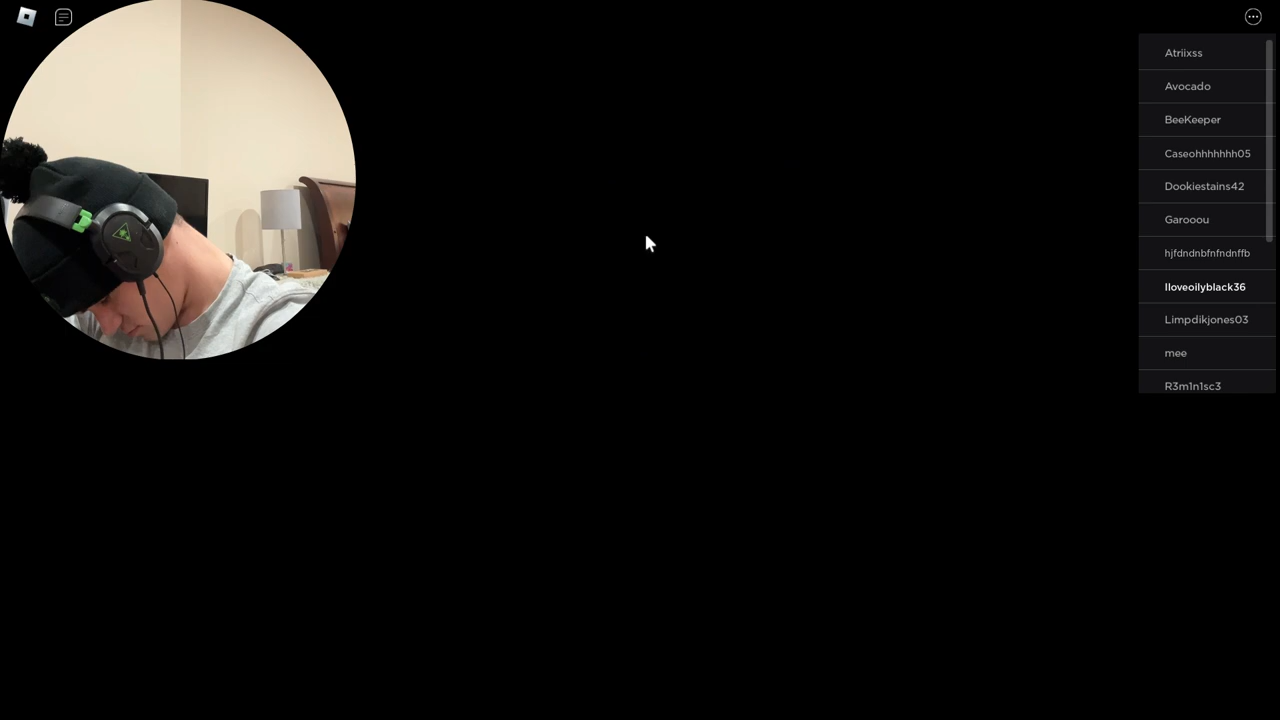 Atriixss
Avocado
BeeKeeper
Caseohhhhhhh05
Dookiestains42
Garooou
hjfdndnbfnfndnffb
Iloveoilyblack36
Limpdikjones03
mee
R3m1n1sc3